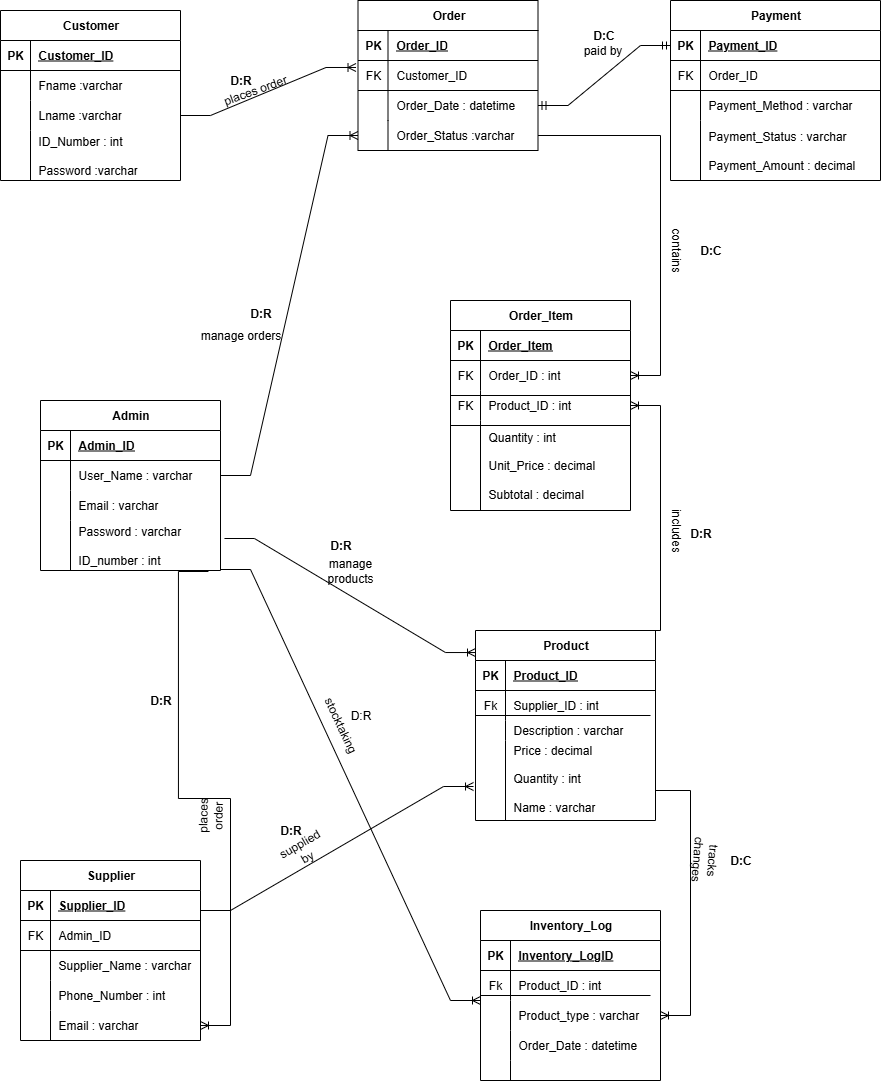 Customer
PK Customer_ID
Fname :varchar
Lname :varchar
ID_Number : int
Password :varchar
D:R
places order
Order
PK Order_ID
FK Customer_ID
Order_Date : datetime
Order_Status :varchar
D:C
paid by
Payment
PK Payment_ID
FK Order_ID
Payment_Method : varchar
Payment_Status : varchar
Payment_Amount : decimal
contains
D:C
D:R
manage orders
Order_Item
PK Order_Item
FK Order_ID : int
FK Product_ID : int
Quantity : int
Unit_Price : decimal
Subtotal : decimal
Admin
PK Admin_ID
User_Name : varchar
Email : varchar
Password : varchar
ID_number : int
D:R
manage
products
includes
D:R
Product
PK Product_ID
Fk Supplier_ID : int
Description : varchar
Price : decimal
Quantity : int
Name : varchar
D:R
stocktaking
D:R
places
order
D:R
supplied
by
tracks
changes
D:C
Supplier
PK Supplier_ID
FK Admin_ID
Supplier_Name : varchar
Phone_Number : int
Email : varchar
Inventory_Log
PK Inventory_LogID
Fk Product_ID : int
Product_type : varchar
Order_Date : datetime